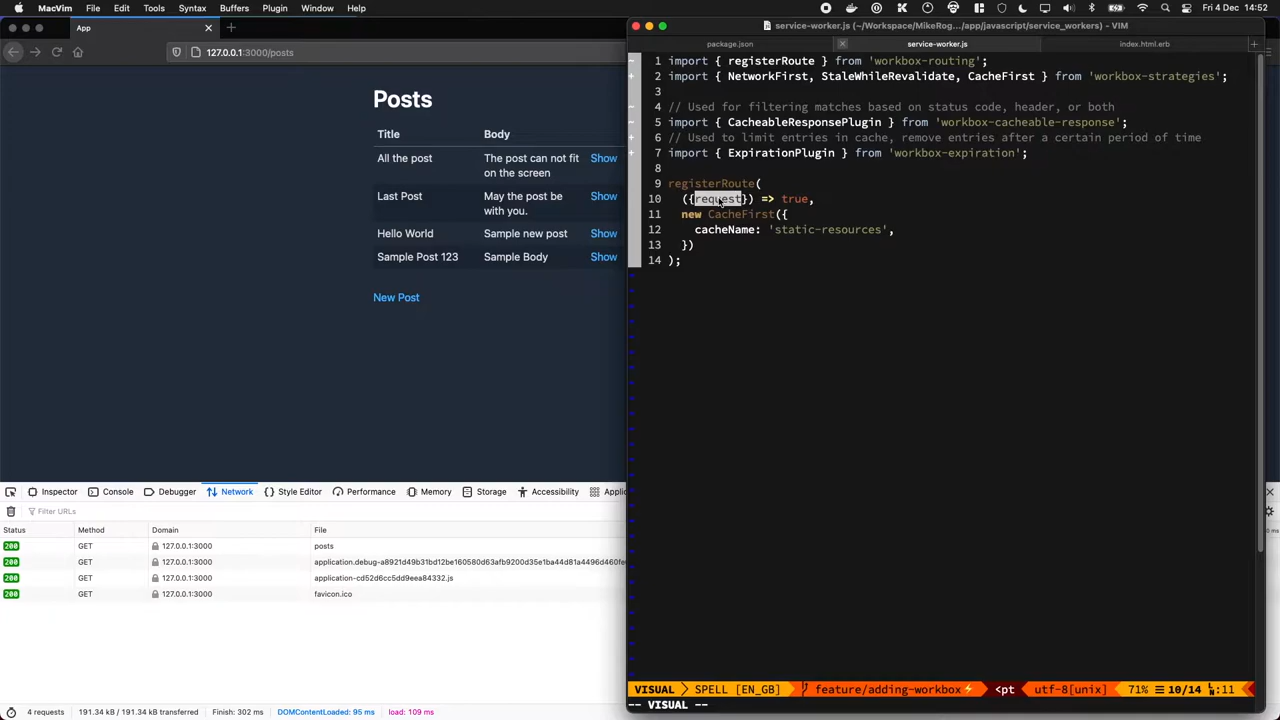 MacVim File Edit Tools Syntax Buffers Plugin Window Help
Fri 4 Dec 14:52
App
127.0.0.1:3000/posts
Posts
Title Body
All the post The post can not fit on the screen Show
Last Post May the post be with you. Show
Hello World Sample new post Show
Sample Post 123 Sample Body Show
New Post
Inspector Console Debugger Network Style Editor Performance Memory Storage Accessibility
Filter URLs
Status Method Domain File
200 GET 127.0.0.1:3000 posts
200 GET 127.0.0.1:3000
200 GET 127.0.0.1:3000 application-cd52d6cc5dd9eea84332.js
200 GET 127.0.0.1:3000 favicon.ico
4 requests 191.34 kB / 191.34 kB transferred Finish: 302 ms DOMContentLoaded: 95 ms load: 109 ms
service-worker.js (~/Workspace/MikeRog…/app/javascript/service_workers) - VIM
package.json service-worker.js index.html.erb
1 import { registerRoute } from 'workbox-routing';
2 import { NetworkFirst, StaleWhileRevalidate, CacheFirst } from 'workbox-strategies';
3
4 // Used for filtering matches based on status code, header, or both
5 import { CacheableResponsePlugin } from 'workbox-cacheable-response';
6 // Used to limit entries in cache, remove entries after a certain period of time
7 import { ExpirationPlugin } from 'workbox-expiration';
8
9 registerRoute(
10 ({request}) => true,
11 new CacheFirst({
12 cacheName: 'static-resources',
13 })
14 );
VISUAL SPELL [EN_GB] feature/adding-workbox <pt utf-8[unix] 71% 10/14 :11
-- VISUAL --